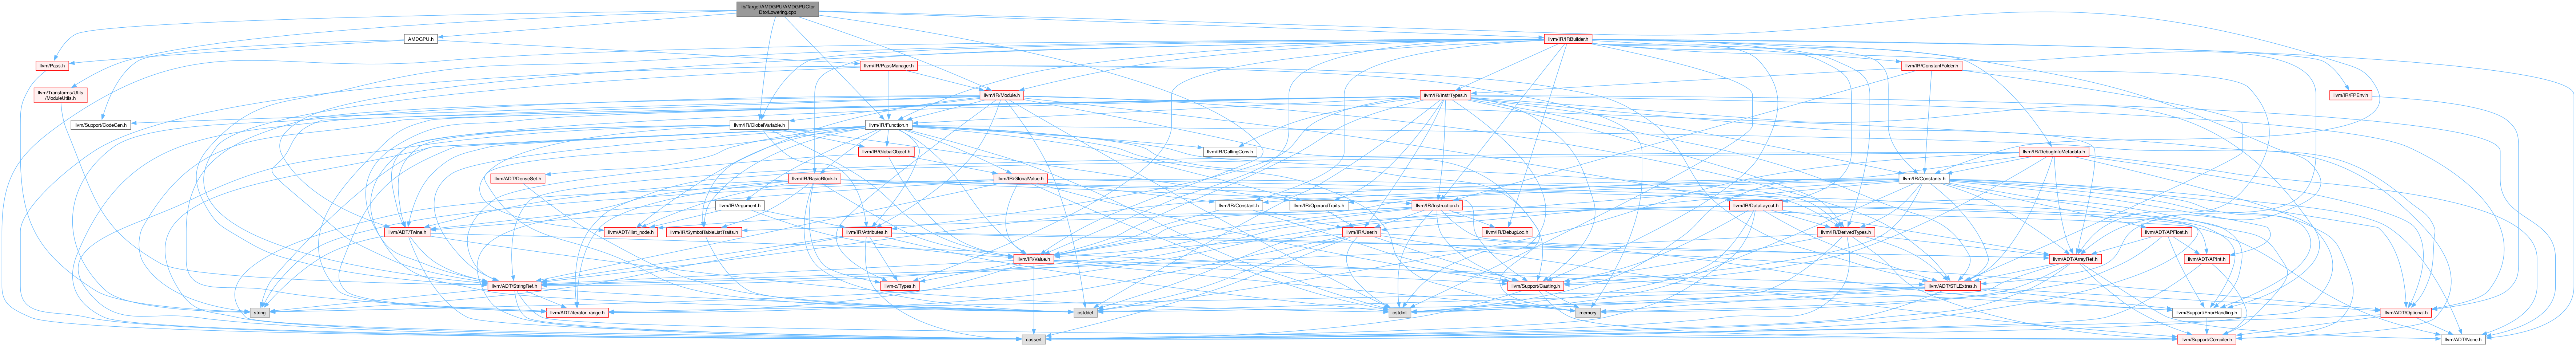 lib/Target/AMDGPU/AMDGPUCtor
DtorLowering.cpp
AMDGPU.h
llvm/IR/IRBuilder.h
llvm/Pass.h
llvm/IR/PassManager.h
llvm/IR/ConstantFolder.h
llvm/Transforms/Utils
/ModuleUtils.h
llvm/IR/Module.h
llvm/IR/InstrTypes.h
llvm/IR/FPEnv.h
llvm/Support/CodeGen.h
llvm/IR/GlobalVariable.h
llvm/IR/Function.h
llvm/IR/GlobalObject.h
llvm/IR/CallingConv.h
llvm/IR/DebugInfoMetadata.h
llvm/ADT/DenseSet.h
llvm/IR/BasicBlock.h
llvm/IR/GlobalValue.h
llvm/IR/Constants.h
llvm/IR/Argument.h
llvm/IR/Constant.h
llvm/IR/OperandTraits.h
llvm/IR/Instruction.h
llvm/IR/DataLayout.h
llvm/ADT/Twine.h
llvm/ADT/ilist_node.h
llvm/IR/SymbolTableListTraits.h
llvm/IR/Attributes.h
llvm/IR/User.h
llvm/IR/DebugLoc.h
llvm/IR/DerivedTypes.h
llvm/ADT/APFloat.h
llvm/IR/Value.h
llvm/ADT/ArrayRef.h
llvm/ADT/APInt.h
llvm/ADT/StringRef.h
llvm-c/Types.h
llvm/Support/Casting.h
llvm/ADT/STLExtras.h
string
llvm/ADT/iterator_range.h
cstddef
cstdint
memory
llvm/Support/ErrorHandling.h
llvm/ADT/Optional.h
cassert
llvm/Support/Compiler.h
llvm/ADT/None.h